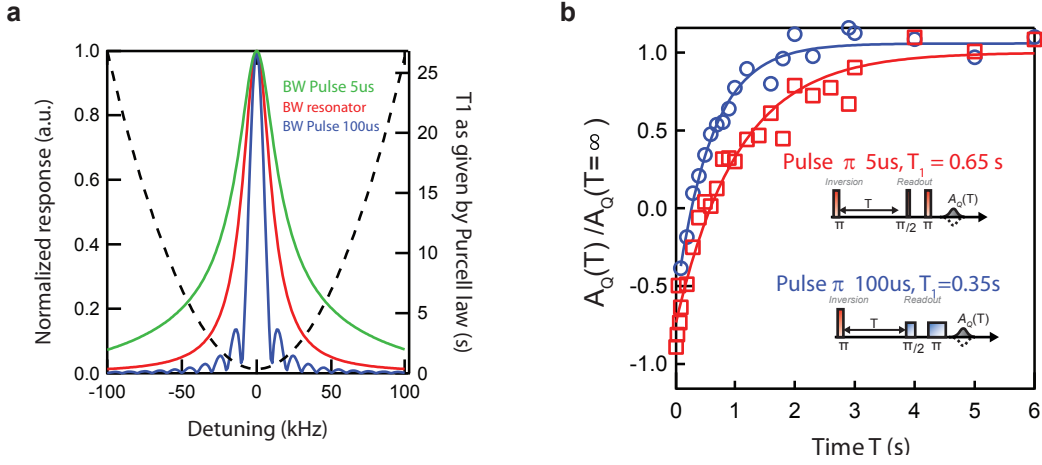 a
Normalized response (a.u.)
1.0
0.8
0.6
0.4
0.2
0.0
BW Pulse 5us
BW resonator
BW Pulse 100us
25
20
15
10
5
0
T1 as given by Purcell law (s)
-100
-50
0
50
100
Detuning (kHz)
b
A_Q(T) /A_Q(T= ∞)
1.0
0.5
0.0
-0.5
-1.0
Pulse π 5us, T_1 = 0.65 s
Inversion
Readout
T
A_Q(T)
π
π/2
π
Pulse π 100us, T_1=0.35s
Inversion
Readout
T
A_Q(T)
π
π/2
π
0
1
2
3
4
5
6
Time T (s)